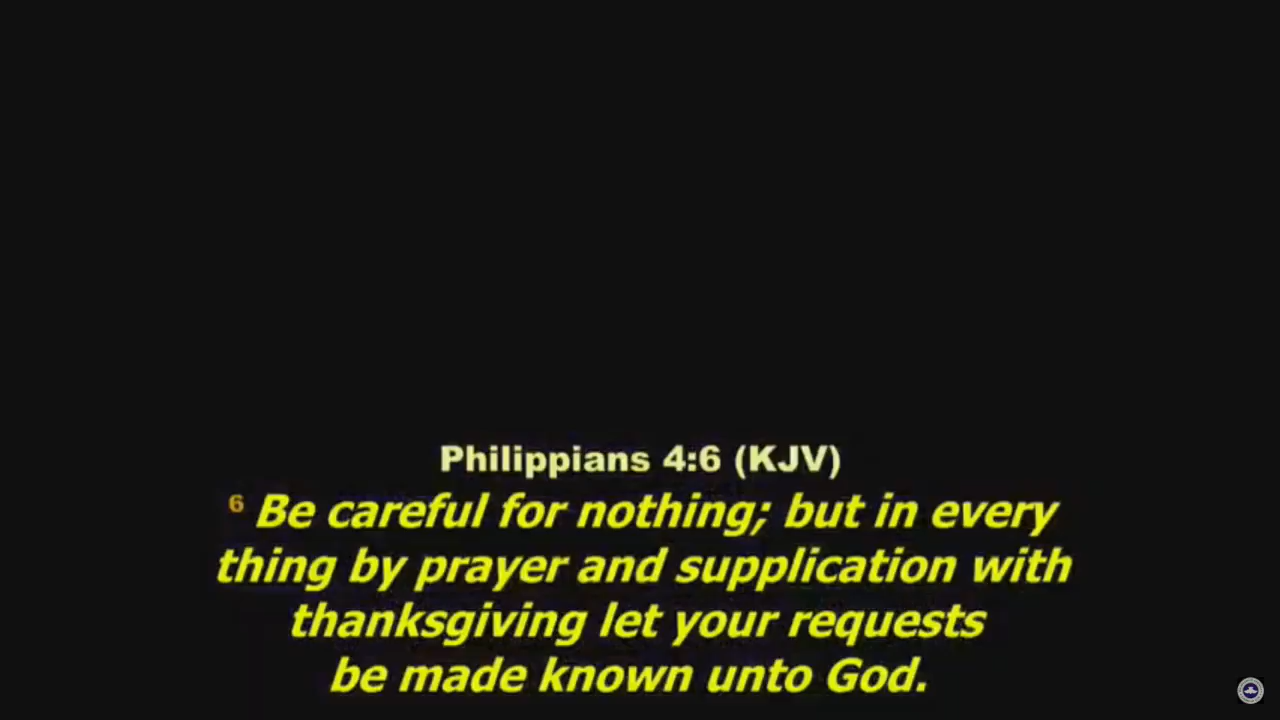 Philippians 4:6 (KJV)
6 Be careful for nothing; but in every
thing by prayer and supplication with
thanksgiving let your requests
be made known unto God.